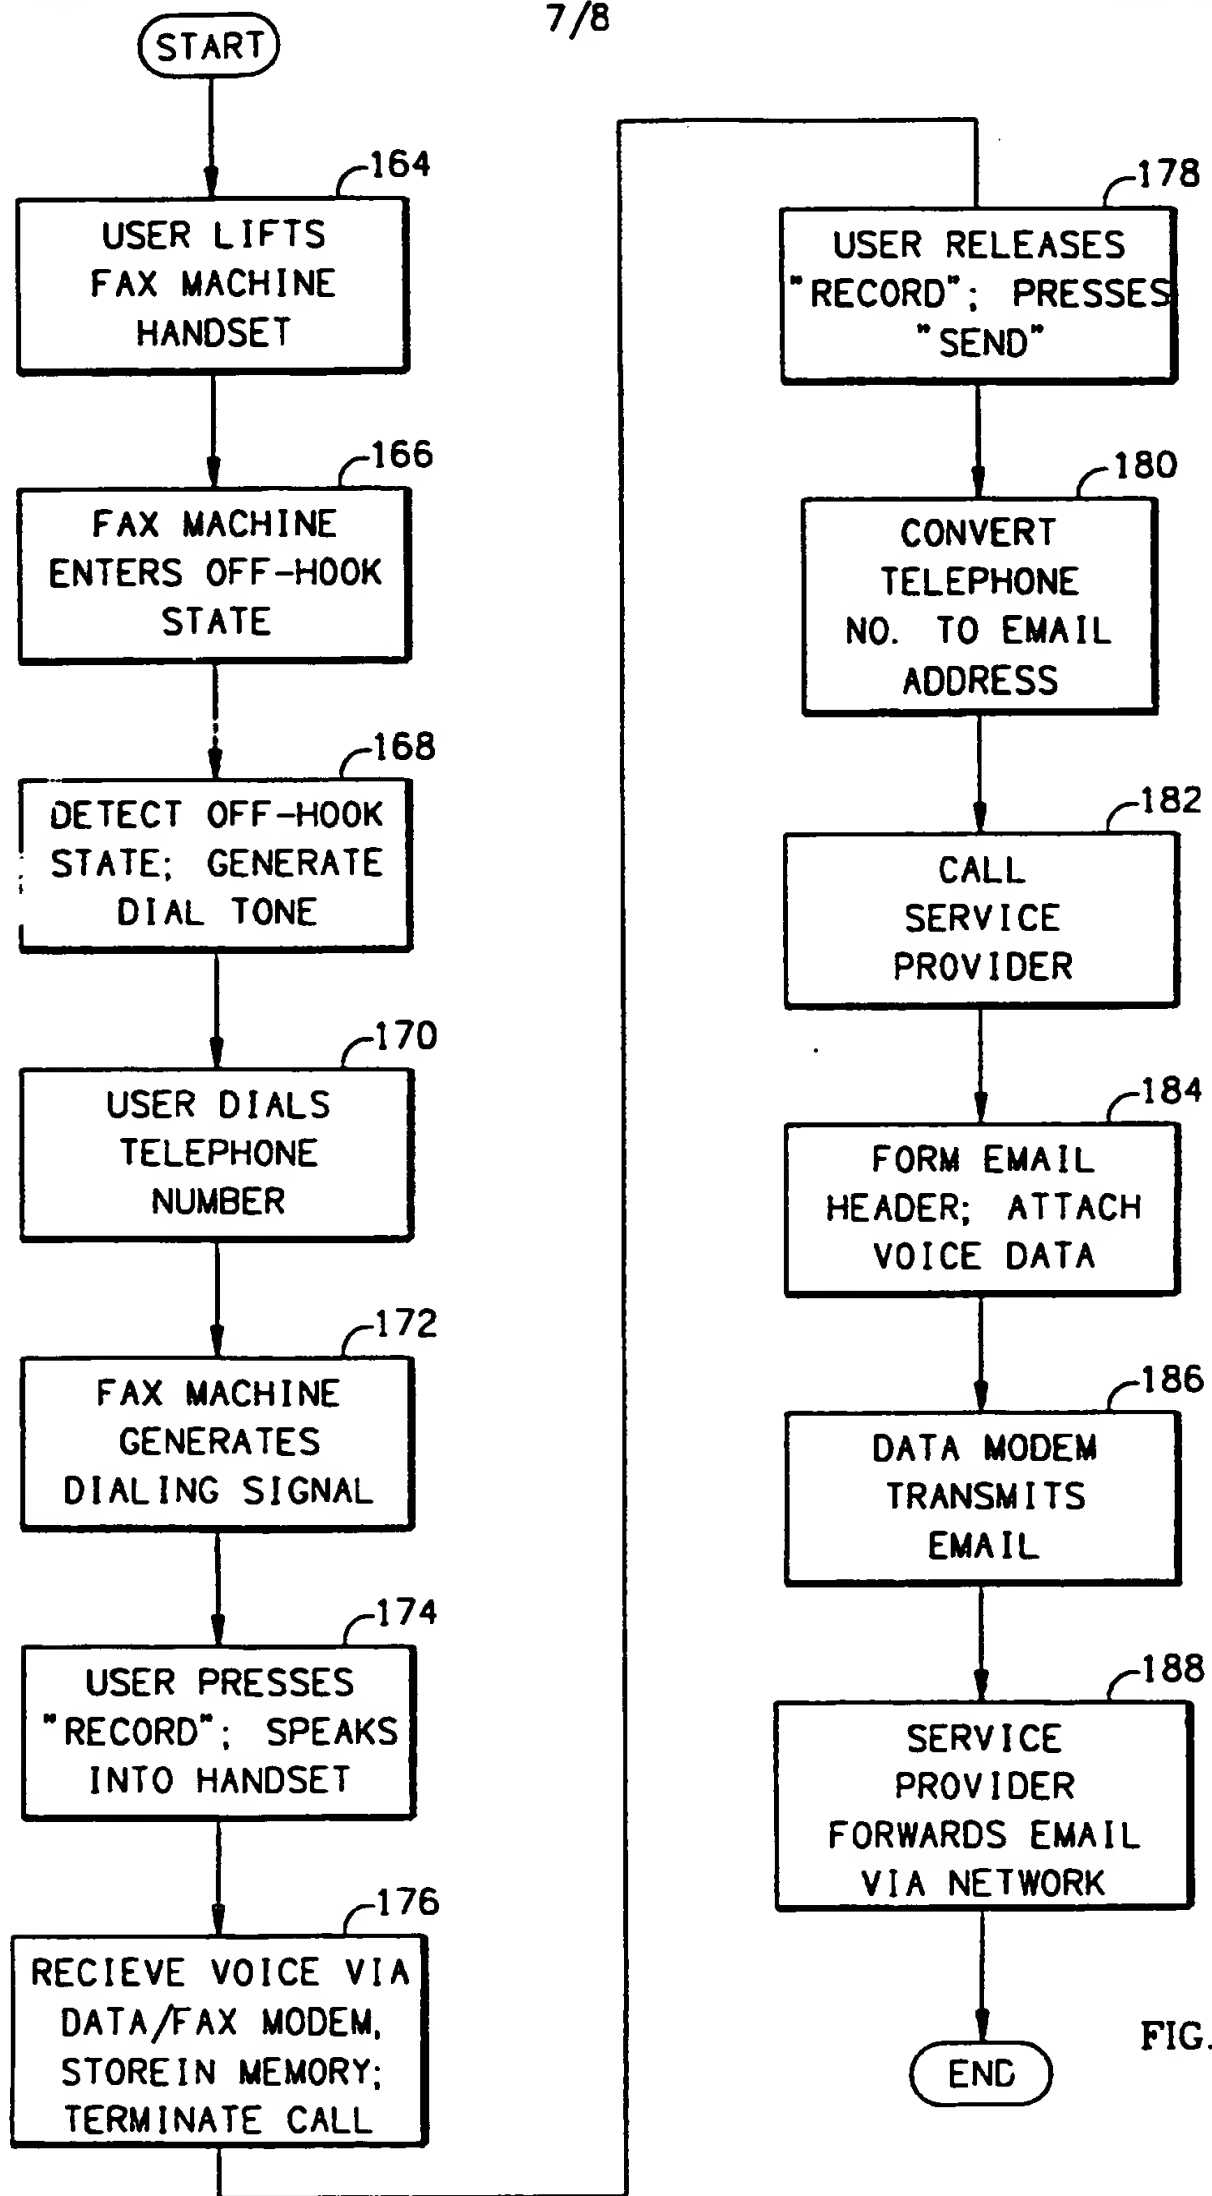 7/8
START
164
USER LIFTS
FAX MACHINE
HANDSET
166
FAX MACHINE
ENTERS OFF-HOOK
STATE
168
DETECT OFF-HOOK
STATE; GENERATE
DIAL TONE
170
USER DIALS
TELEPHONE
NUMBER
172
FAX MACHINE
GENERATES
DIALING SIGNAL
174
USER PRESSES
"RECORD"; SPEAKS
INTO HANDSET
176
RECIEVE VOICE VIA
DATA/FAX MODEM,
STOREIN MEMORY;
TERMINATE CALL
178
USER RELEASES
"RECORD"; PRESSES
"SEND"
180
CONVERT
TELEPHONE
NO. TO EMAIL
ADDRESS
182
CALL
SERVICE
PROVIDER
184
FORM EMAIL
HEADER; ATTACH
VOICE DATA
186
DATA MODEM
TRANSMITS
EMAIL
188
SERVICE
PROVIDER
FORWARDS EMAIL
VIA NETWORK
END
FIG.